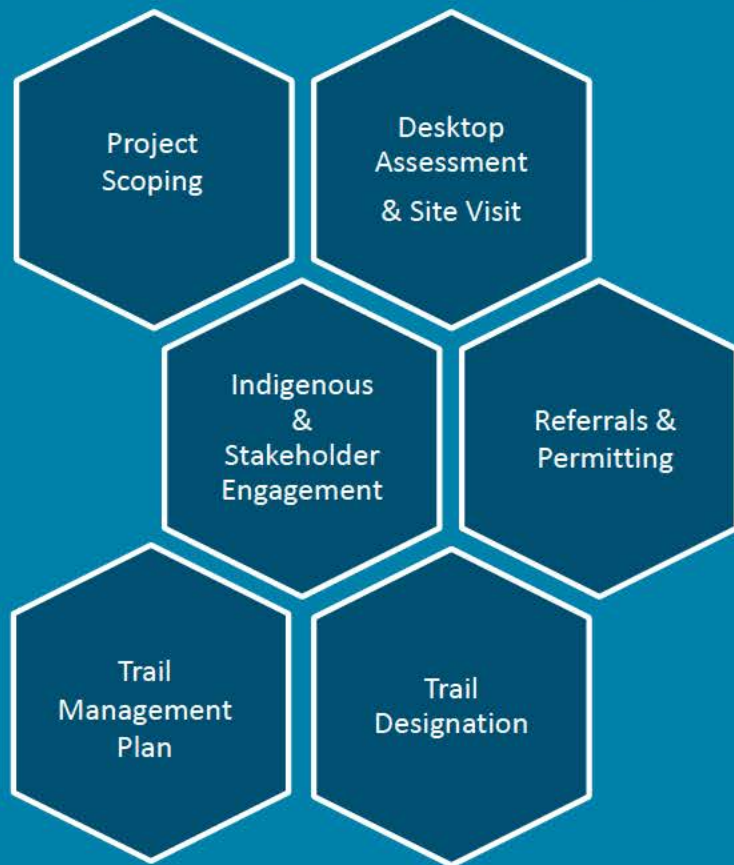 Project
Scoping
Desktop
Assessment
& Site Visit
Indigenous
&
Stakeholder
Engagement
Referrals &
Permitting
Trail
Management
Plan
Trail
Designation